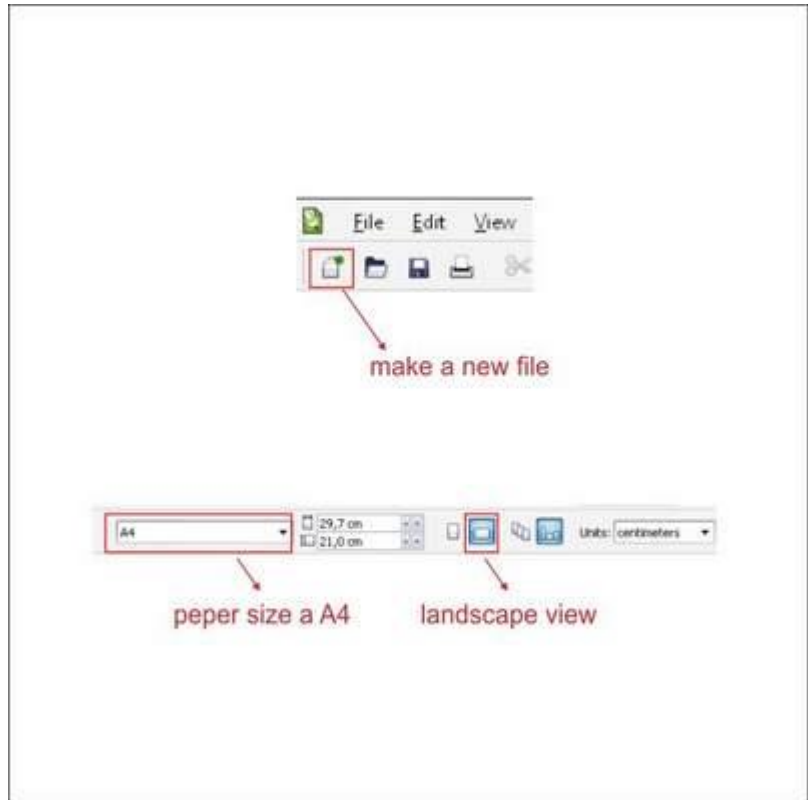 File Edit View
make a new file
A4
29,7 cm
21,0 cm
Units: centimeters
peper size a A4
landscape view